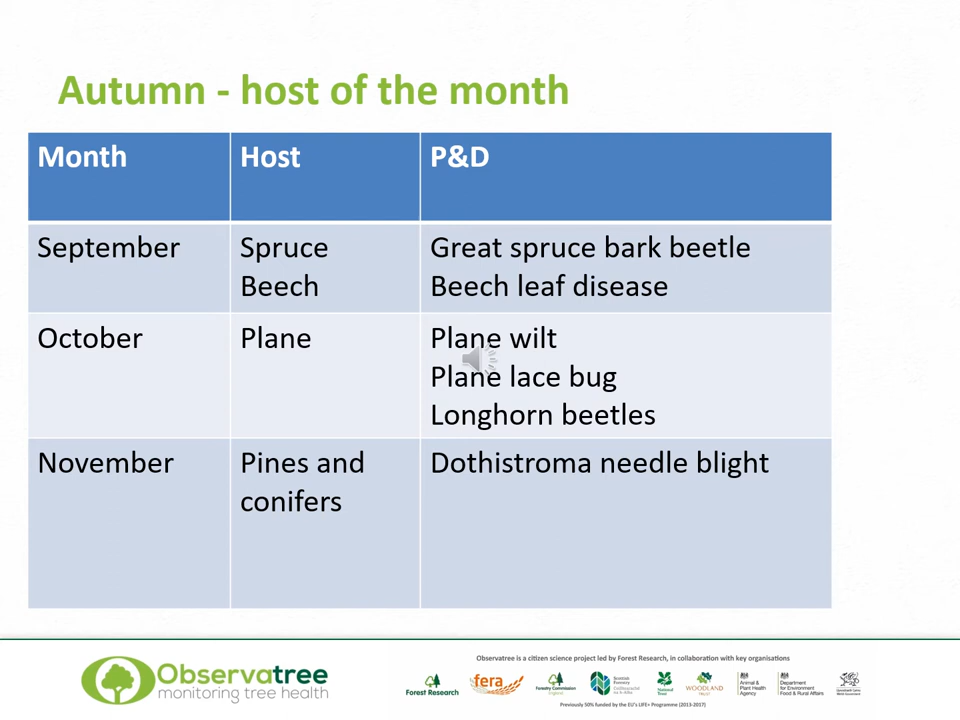 Autumn - host of the month
Month Host P&D
September Spruce Great spruce bark beetle
Beech Beech leaf disease
October Plane Plane wilt
Plane lace bug
Longhorn beetles
November Pines and Dothistroma needle blight
conifers
Observatree
monitoring tree health
Observatree is a citizen science project led by Forest Research, in collaboration with key organisations
Forest Research
fera
Forestry Commission
England
Scottish Forestry
National Trust
WOODLAND TRUST
Animal & Plant Health Agency
Department for Environment Food & Rural Affairs
Previously 50% funded by the EU's LIFE+ Programme (2013-2017)